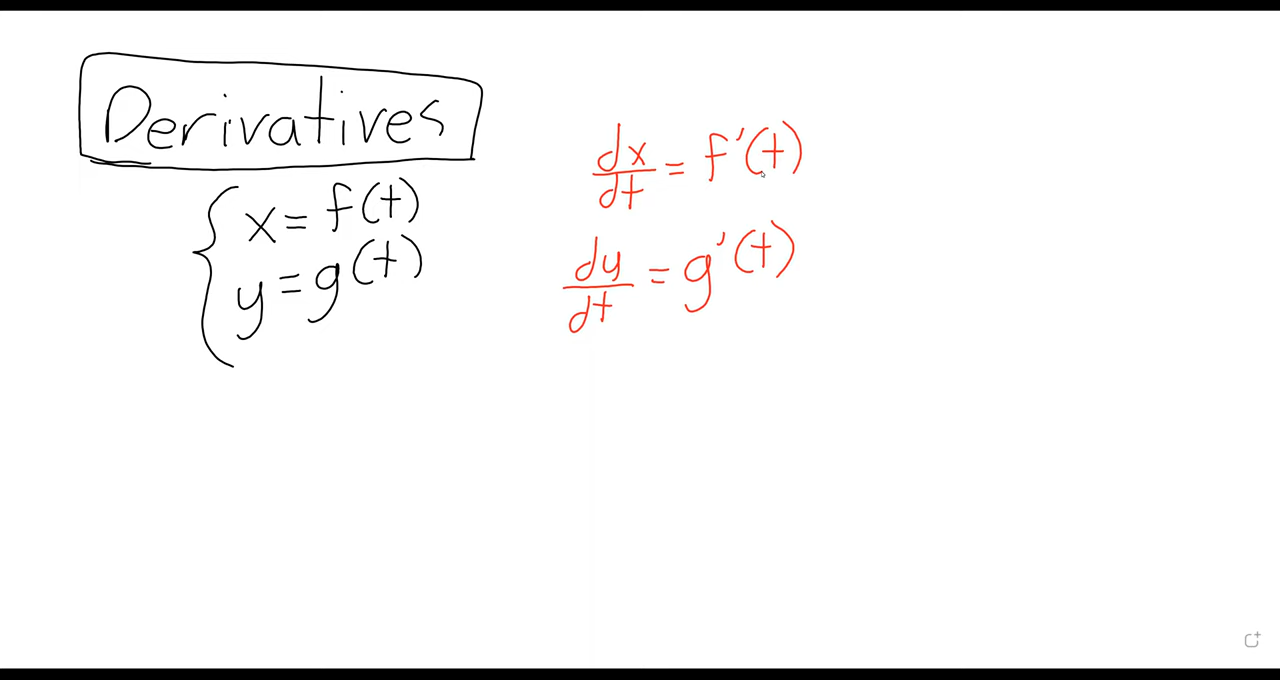 Derivatives
x = f(t)
y = g(t)
dx/dt = f'(t)
dy/dt = g'(t)